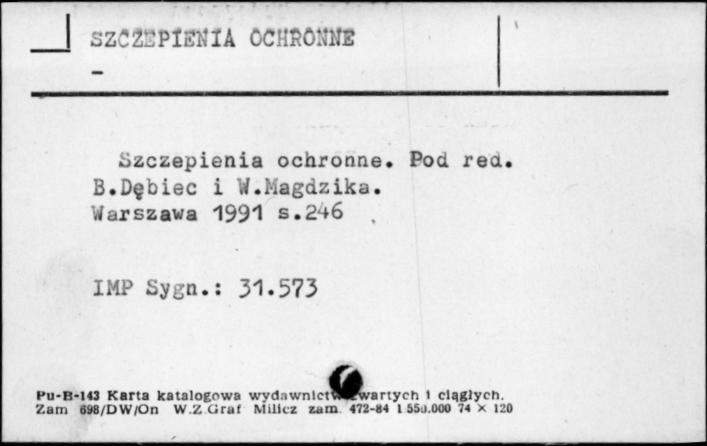 SZCZEPIENIA OCHRONNE
-
Szczepienia ochronne. Pod red.
B.Dębiec i W.Magdzika.
Warszawa 1991 s.246
IMP Sygn.: 31.573
Pu-B-143 Karta katalogowa wydawnictw zwartych i ciągłych.
Zam 698/DW/On W.Z.Graf Milicz zam. 472-84 1.550.000 74 × 120